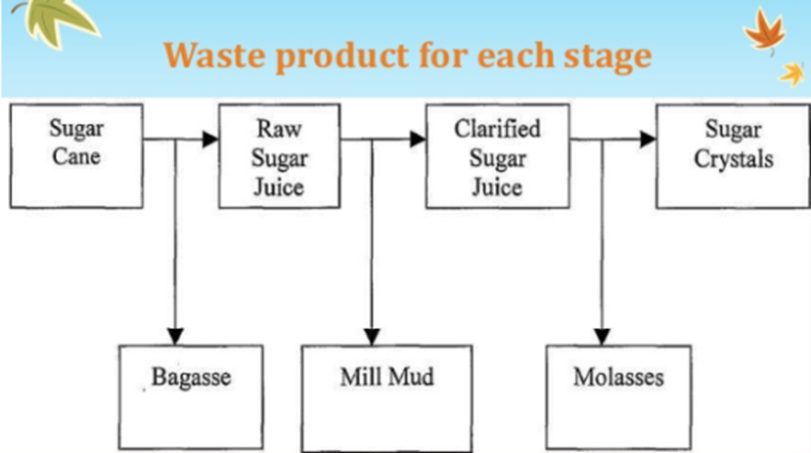 Waste product for each stage
Sugar
Cane
Raw
Sugar
Juice
Clarified
Sugar
Juice
Sugar
Crystals
Bagasse
Mill Mud
Molasses